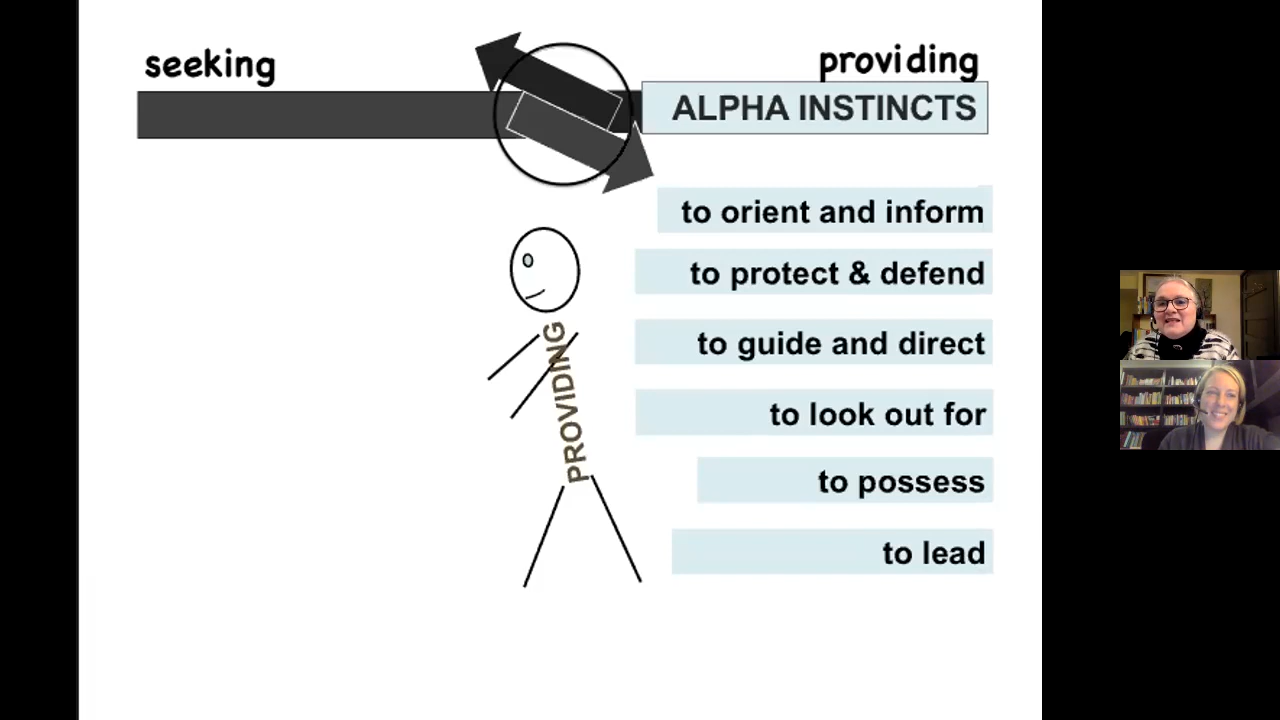 seeking
providing
ALPHA INSTINCTS
to orient and inform
to protect & defend
PROVIDING
to guide and direct
to look out for
to possess
to lead